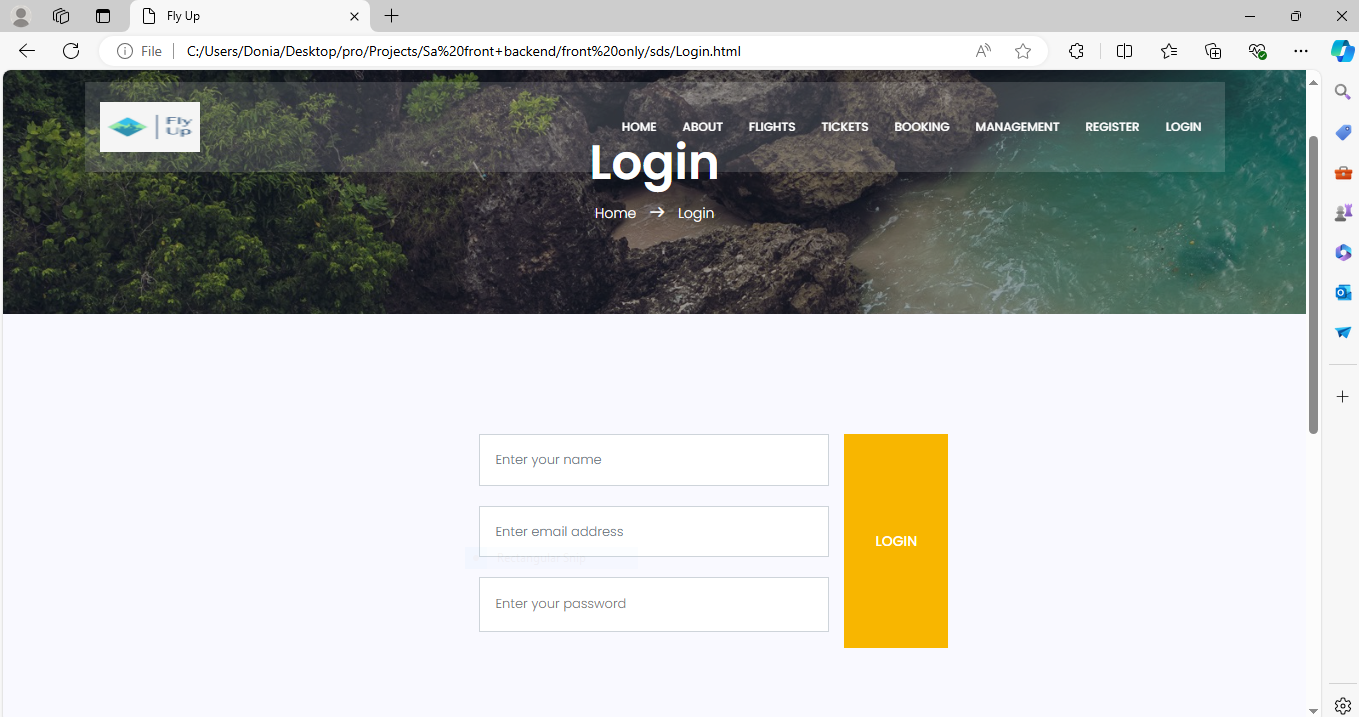 Fly Up
File
C:/Users/Donia/Desktop/pro/Projects/Sa%20front+backend/front%20only/sds/Login.html
Fly
Up
HOME ABOUT FLIGHTS TICKETS BOOKING MANAGEMENT REGISTER LOGIN
Login
Home → Login
Enter your name
Enter email address
Enter your password
LOGIN